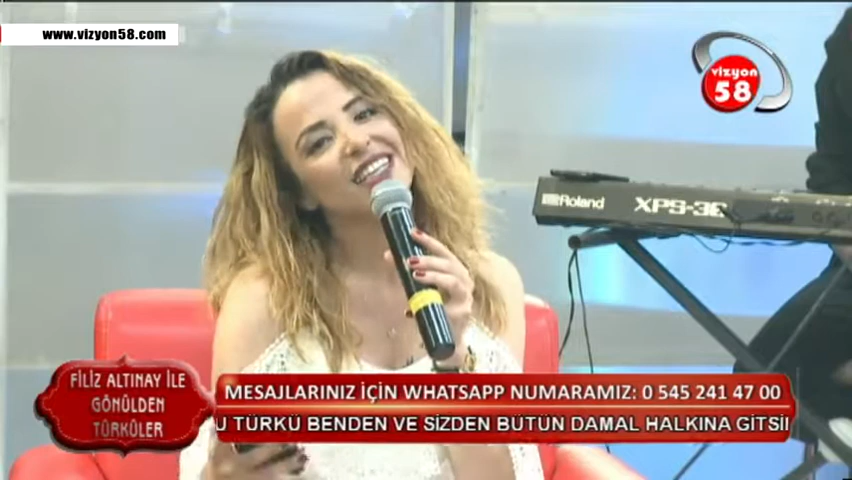 www.vizyon58.com
vizyon
58
Roland
XPS-30
FİLİZ ALTINAY İLE
GÖNÜLDEN
TÜRKÜLER
MESAJLARINIZ İÇİN WHATSAPP NUMARAMIZ: 0 545 241 47 00
U TÜRKÜ BENDEN VE SİZDEN BÜTÜN DAMAL HALKINA GİTSİ